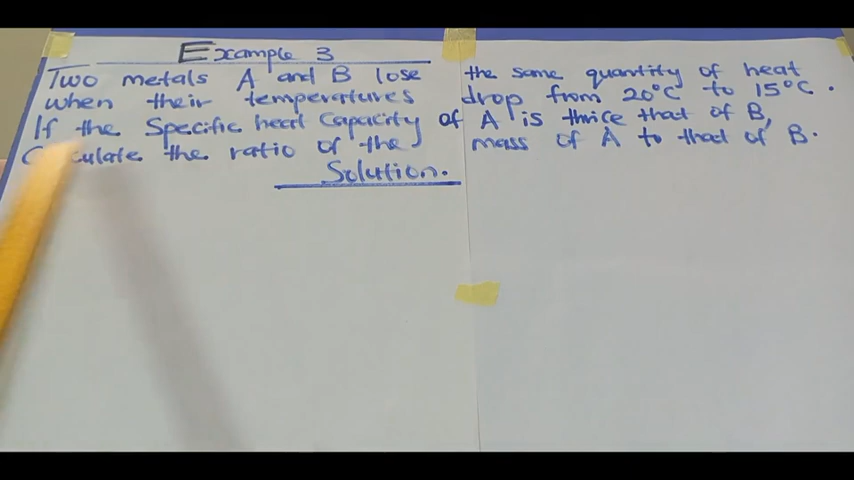 Example 3
Two metals A and B lose the same quantity of heat
when their temperatures drop from 20°C to 15°C.
If the Specific heat capacity of A is thrice that of B,
Calculate the ratio of the mass of A to that of B.
Solution.